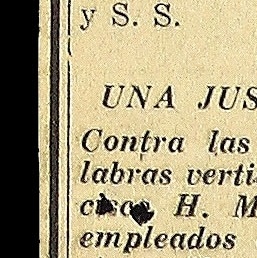 y S. S.
UNA JUS
Contra las
labras verti
H. M
empleados